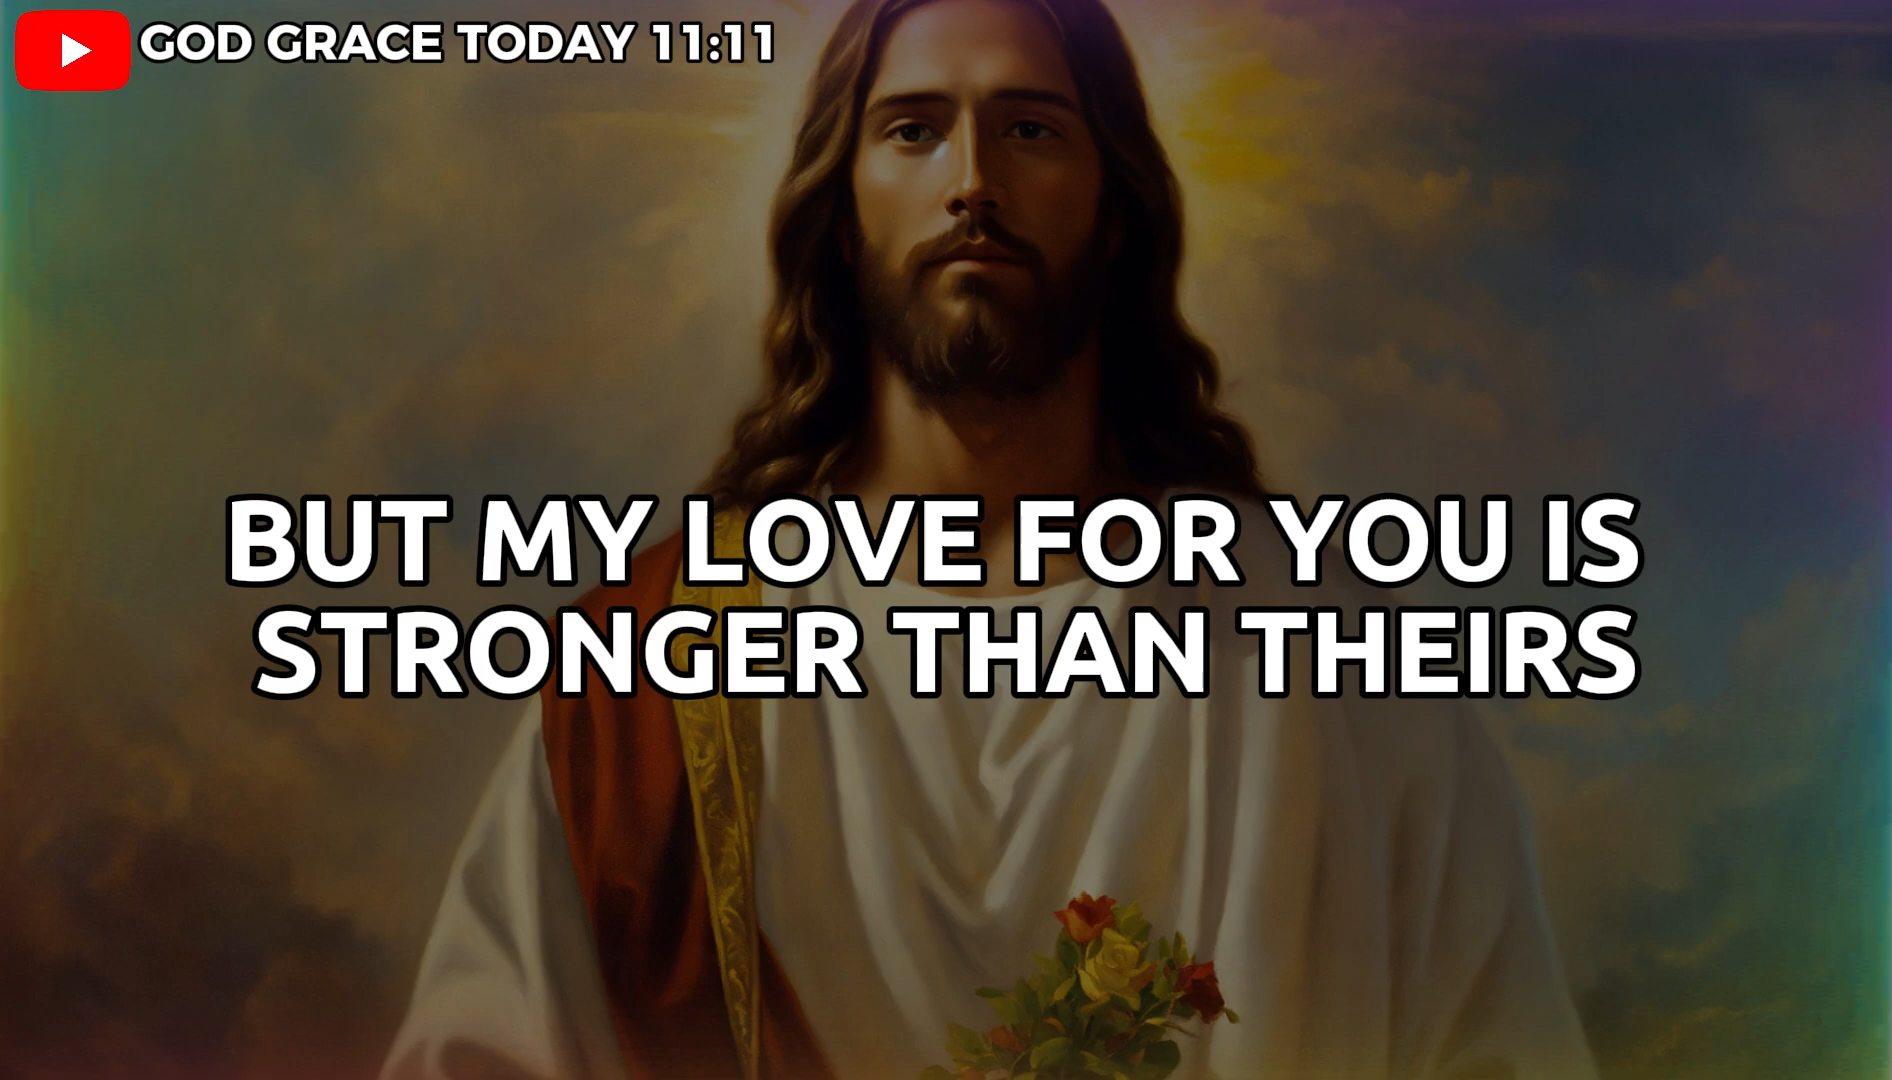 GOD GRACE TODAY 11:11
BUT MY LOVE FOR YOU IS
STRONGER THAN THEIRS